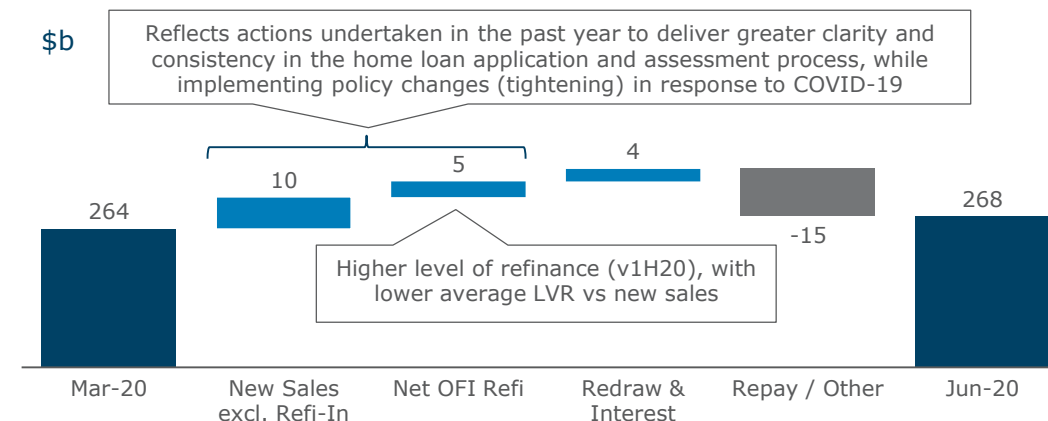 $b
Reflects actions undertaken in the past year to deliver greater clarity and
consistency in the home loan application and assessment process, while
implementing policy changes (tightening) in response to COVID-19
264
10
5
4
-15
268
Higher level of refinance (v1H20), with
lower average LVR vs new sales
Mar-20
New Sales
excl. Refi-In
Net OFI Refi
Redraw &
Interest
Repay / Other
Jun-20